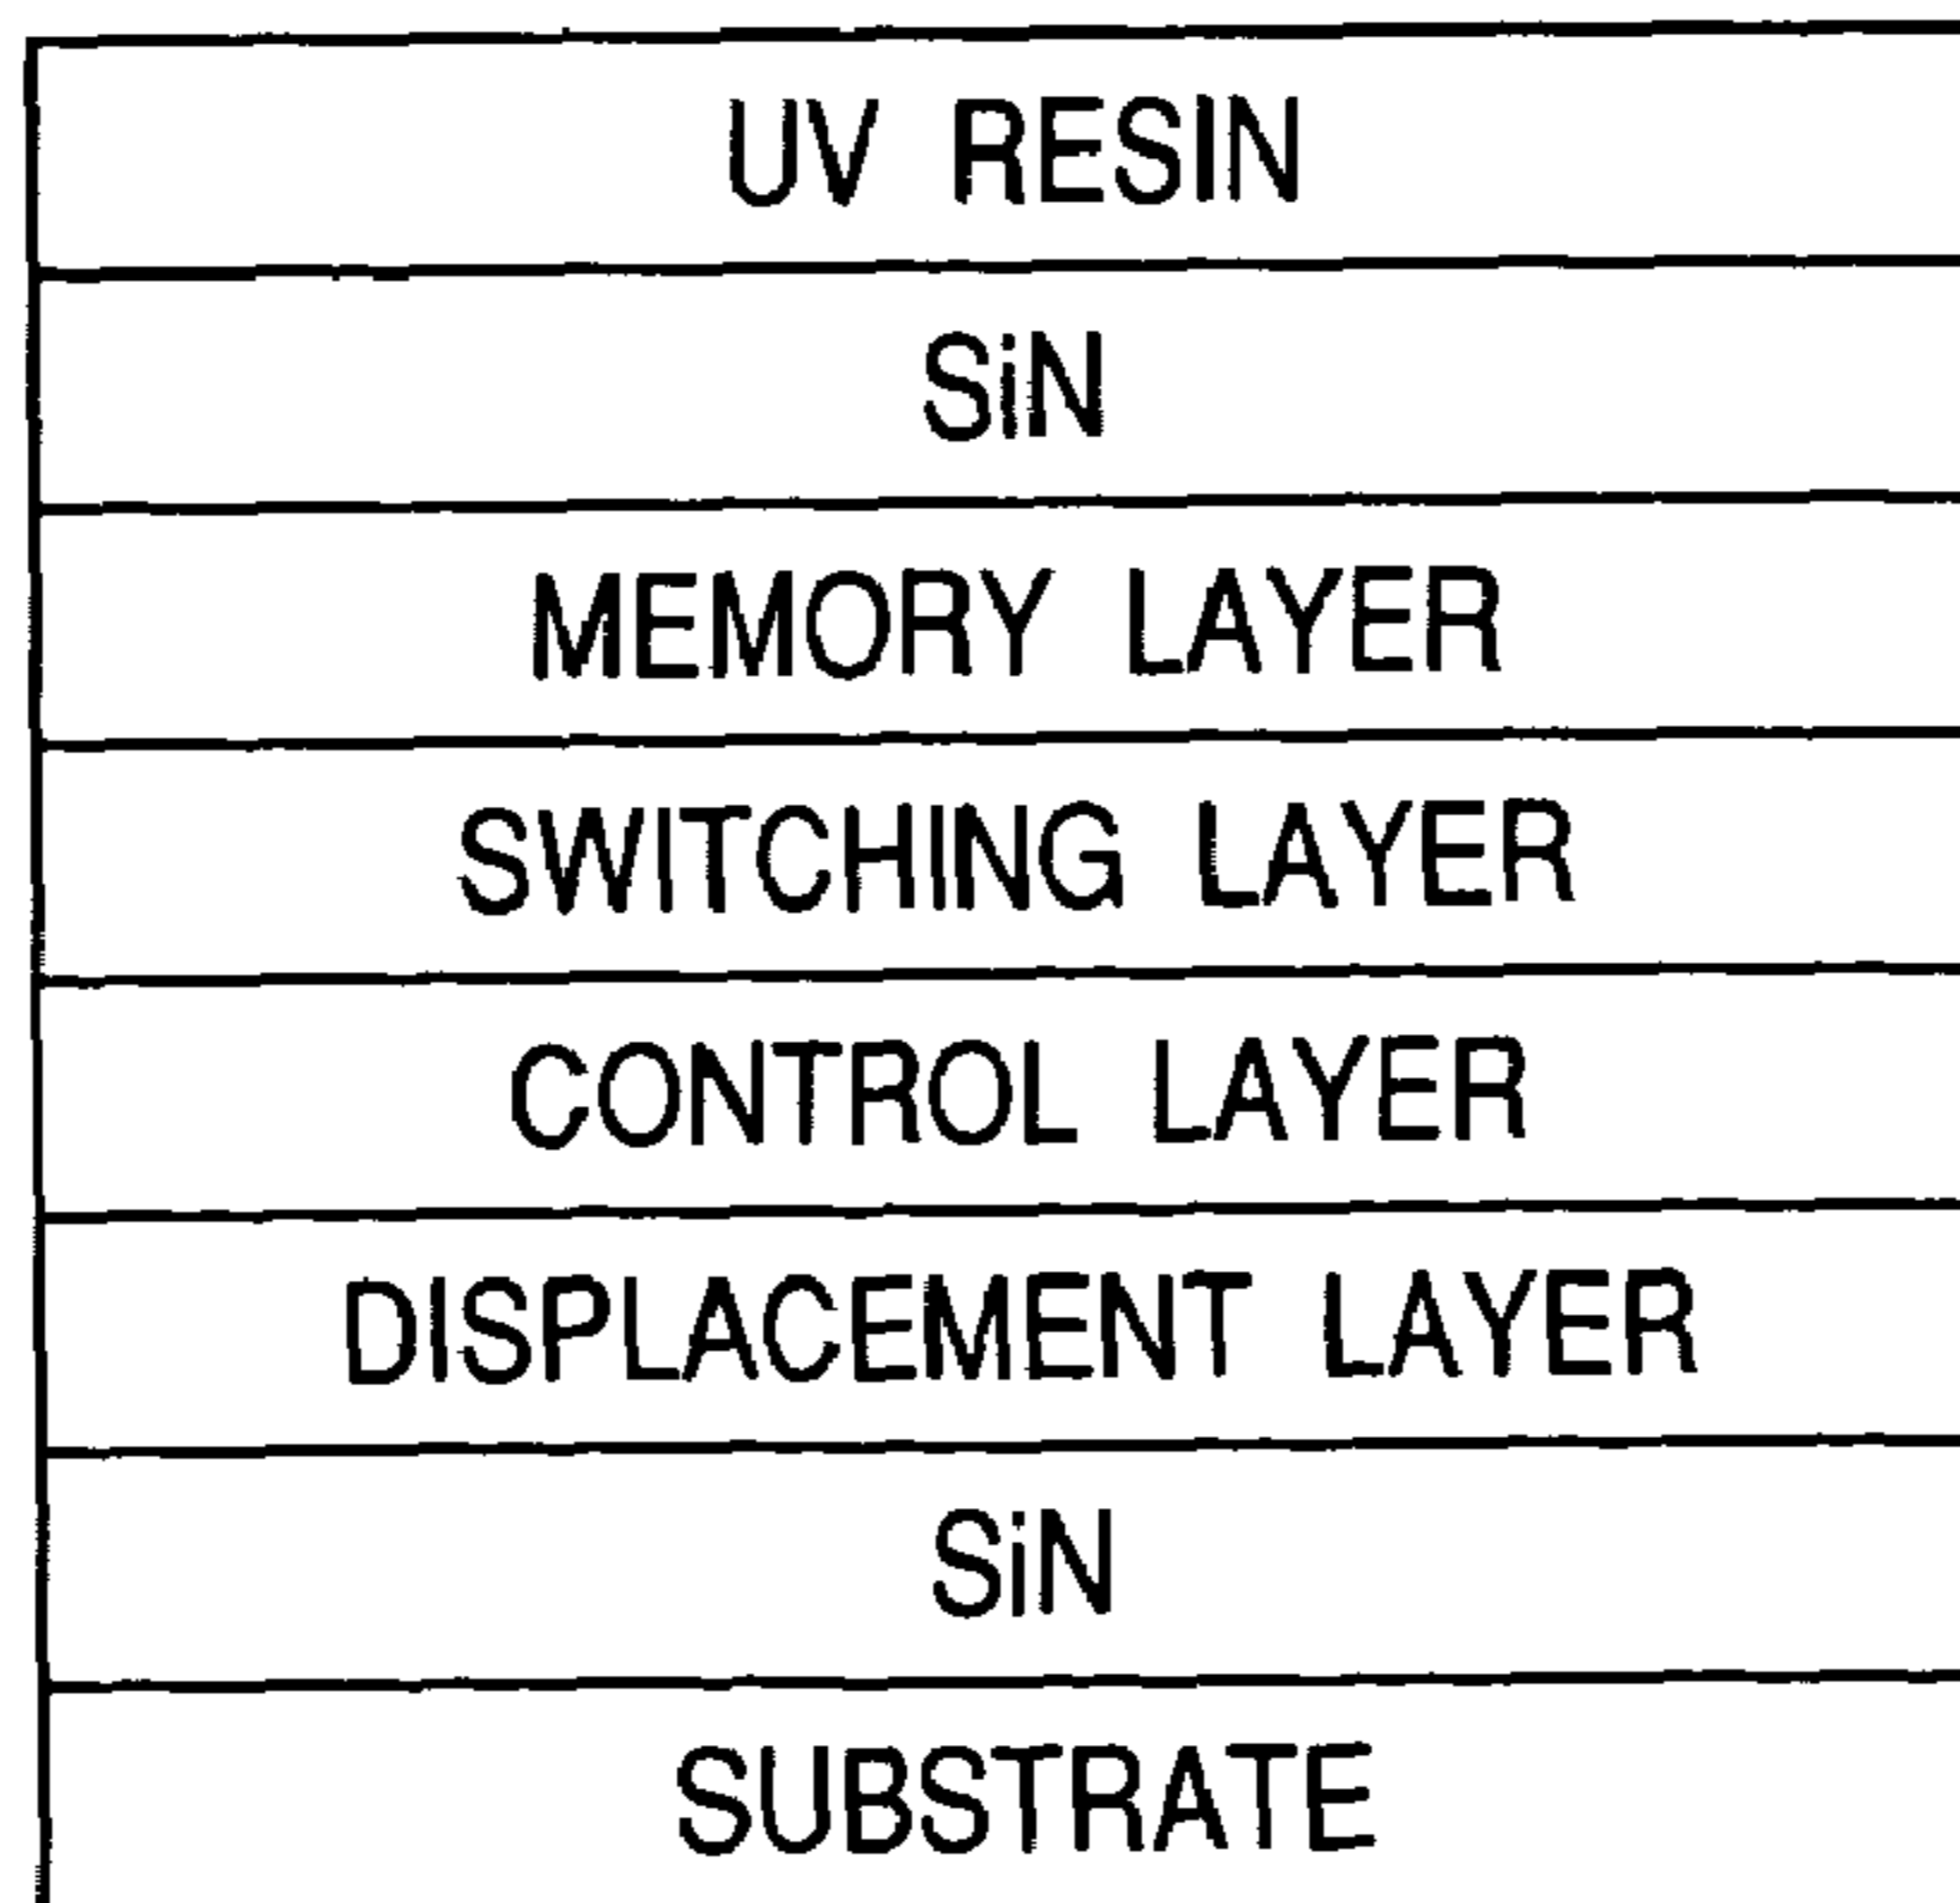 UV RESIN
SiN
MEMORY LAYER
SWITCHING LAYER
CONTROL LAYER
DISPLACEMENT LAYER
SiN
SUBSTRATE